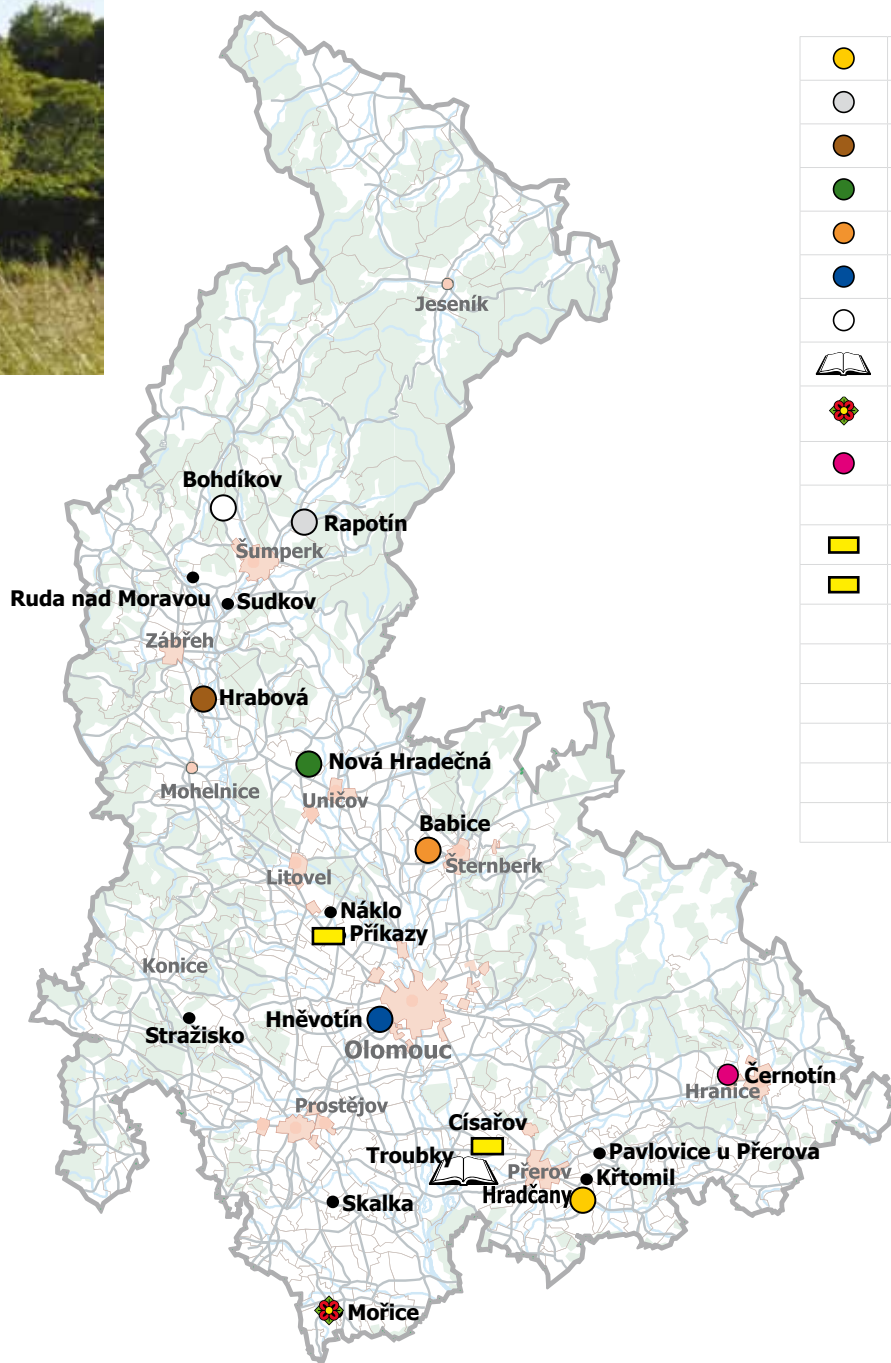 Jeseník
Bohdíkov
Rapotín
Šumperk
Ruda nad Moravou
Sudkov
Zábřeh
Hrabová
Nová Hradečná
Mohelnice
Uničov
Babice
Šternberk
Litovel
Náklo
Příkazy
Konice
Hněvotín
Stražisko
Olomouc
Černotín
Hranice
Prostějov
Císařov
Troubky
Pavlovice u Přerova
Přerov
Křtomil
Hradčany
Skalka
Mořice